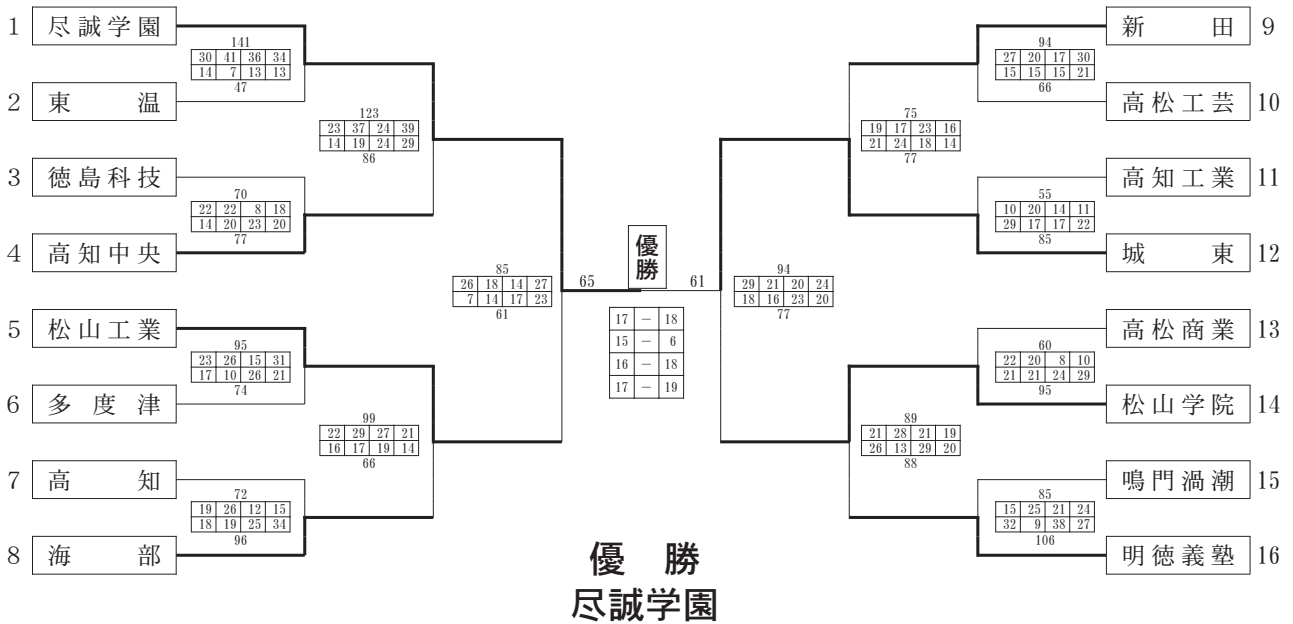 1 尽誠学園
141
30 41 36 34
14 7 13 13
47
2 東 温
123
23 37 24 39
14 19 24 29
86
3 徳島科技
70
22 22 8 18
14 20 23 20
77
4 高知中央
85
26 18 14 27
7 14 17 23
61
5 松山工業
95
23 26 15 31
17 10 26 21
74
6 多度津
99
22 29 27 21
16 17 19 14
66
7 高 知
72
19 26 12 15
18 19 25 34
96
8 海 部
優勝
65 61
17 − 18
15 − 6
16 − 18
17 − 19
新 田 9
94
27 20 17 30
15 15 15 21
66
高松工芸 10
75
19 17 23 16
21 24 18 14
77
高知工業 11
55
10 20 14 11
29 17 17 22
85
城 東 12
94
29 21 20 24
18 16 23 20
77
高松商業 13
60
22 20 8 10
21 21 24 29
95
松山学院 14
89
21 28 21 19
26 13 29 20
88
鳴門渦潮 15
85
15 25 21 24
32 9 38 27
106
明徳義塾 16
優 勝
尽誠学園